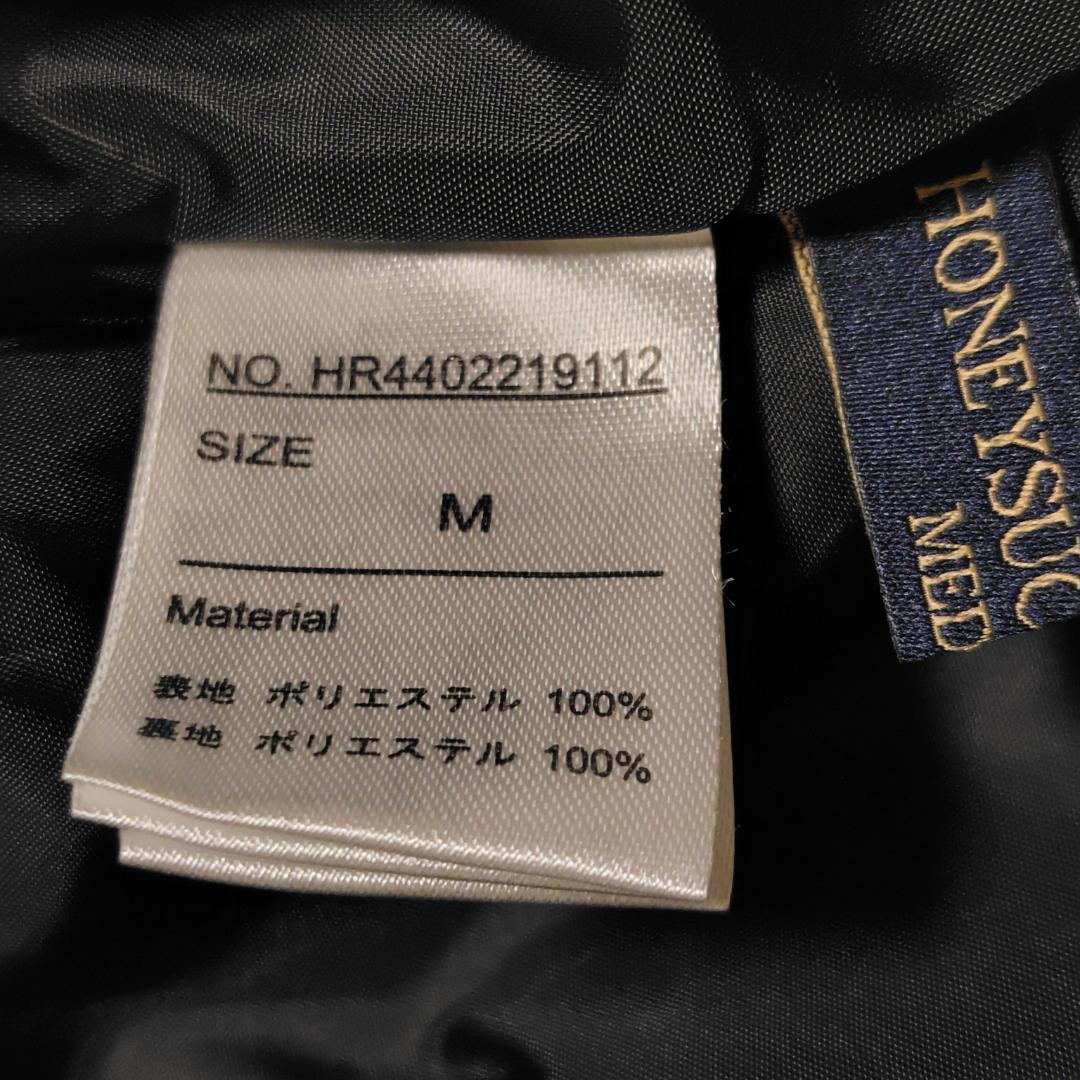 NO. HR4402219112
SIZE
M
Material
表地 ポリエステル 100%
裏地 ポリエステル 100%
HONEYSUC
MED